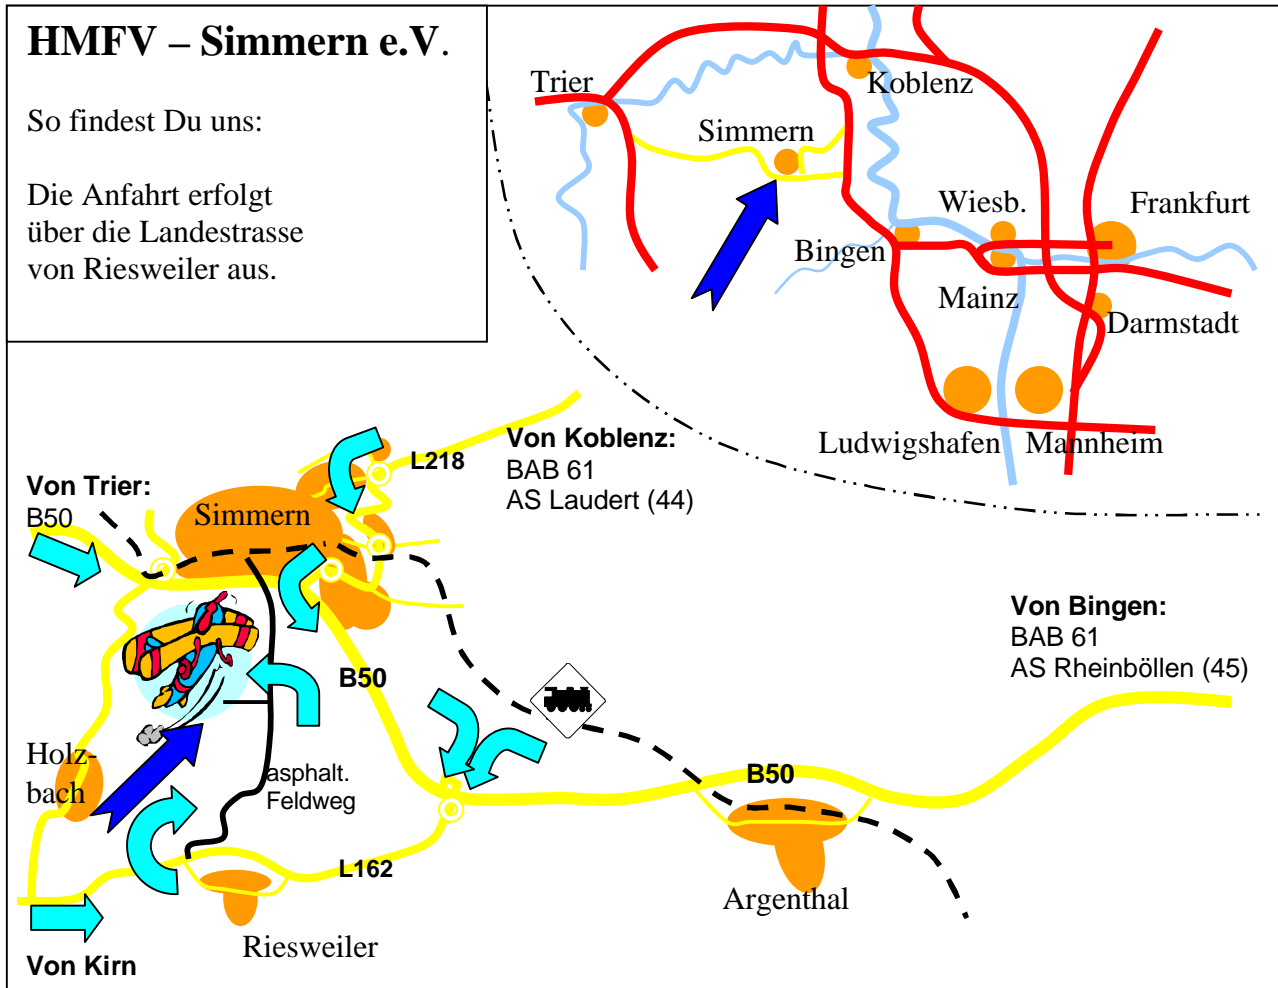 HMFV – Simmern e.V.
So findest Du uns:
Die Anfahrt erfolgt
über die Landestrasse
von Riesweiler aus.
Trier
Koblenz
Simmern
Wiesb.
Frankfurt
Bingen
Mainz
Darmstadt
Ludwigshafen
Mannheim
Von Koblenz:
BAB 61
AS Laudert (44)
L218
Von Trier:
B50
Simmern
Von Bingen:
BAB 61
AS Rheinböllen (45)
B50
Holz-
bach
asphalt.
Feldweg
B50
L162
Argenthal
Riesweiler
Von Kirn